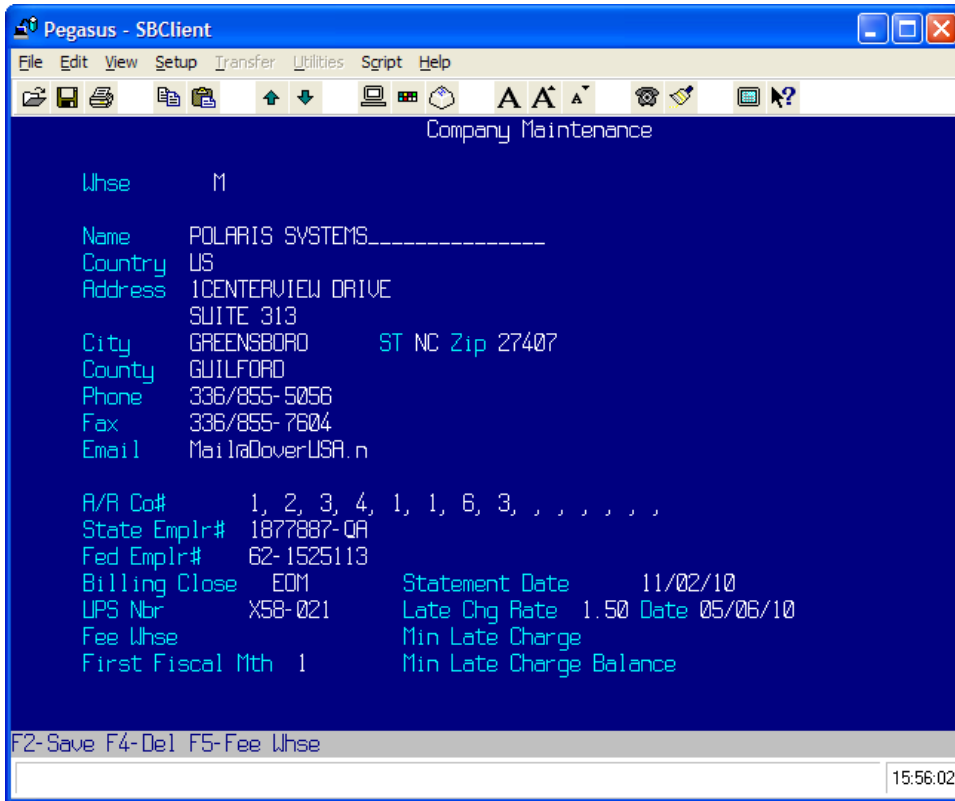 Pegasus - SBClient
File Edit View Setup Transfer Utilities Script Help
A A A
Company Maintenance
Whse M
Name POLARIS SVSTEMS_______________
Country US
Address 1CENTERVIEW DRIVE
SUITE 313
City GREENSBORO ST NC Zip 27407
County GUILFORD
Phone 336/855-5056
Fax 336/855-7604
Email Mail@DoverUSA.n
A/R Co# 1, 2, 3, 4, 1, 1, 6, 3, , , , , , ,
State Emplr# 1877887-QA
Fed Emplr# 62-1525113
Billing Close EOM Statement Date 11/02/10
UPS Nbr X58-021 Late Chg Rate 1.50 Date 05/06/10
Fee Whse Min Late Charge
First Fiscal Mth 1 Min Late Charge Balance
F2-Save F4-Del F5-Fee Whse
15:56:02